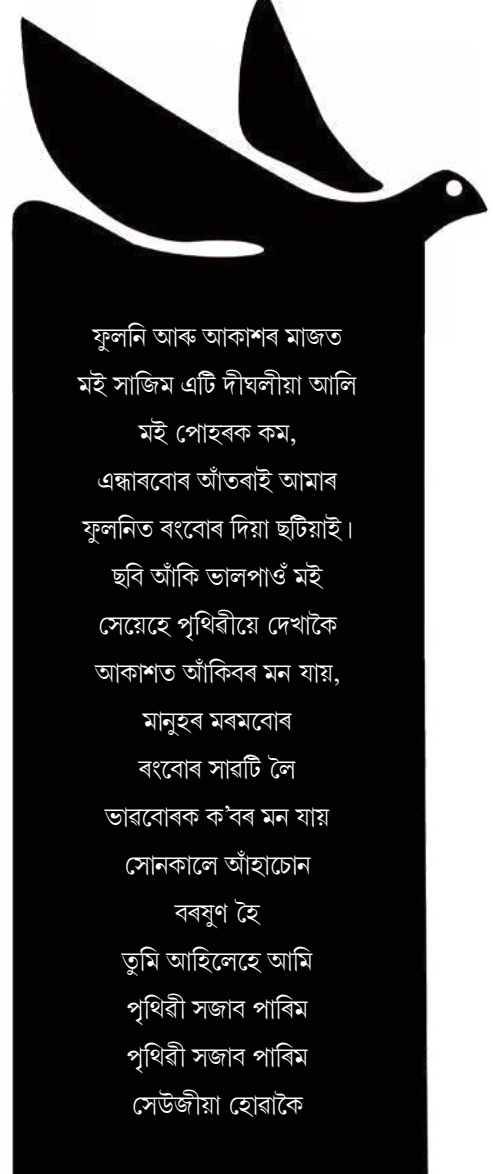 ফুলনি আৰু আকাশৰ মাজত
মই সাজিম এটি দীঘলীয়া আলি
মই পোহৰক কম,
এন্ধাৰবোৰ আঁতৰাই আমাৰ
ফুলনিত ৰংবোৰ দিয়া ছটিয়াই।
ছবি আঁকি ভালপাওঁ মই
সেয়েহে পৃথিৱীয়ে দেখাকৈ
আকাশত আঁকিবৰ মন যায়,
মানুহৰ মৰমবোৰ
ৰংবোৰ সাৱটি লৈ
ভাৱবোৰক ক’বৰ মন যায়
সোনকালে আঁহাচোন
বৰষুণ হৈ
তুমি আহিলেহে আমি
পৃথিৱী সজাব পাৰিম
পৃথিৱী সজাব পাৰিম
সেউজীয়া হোৱাকৈ